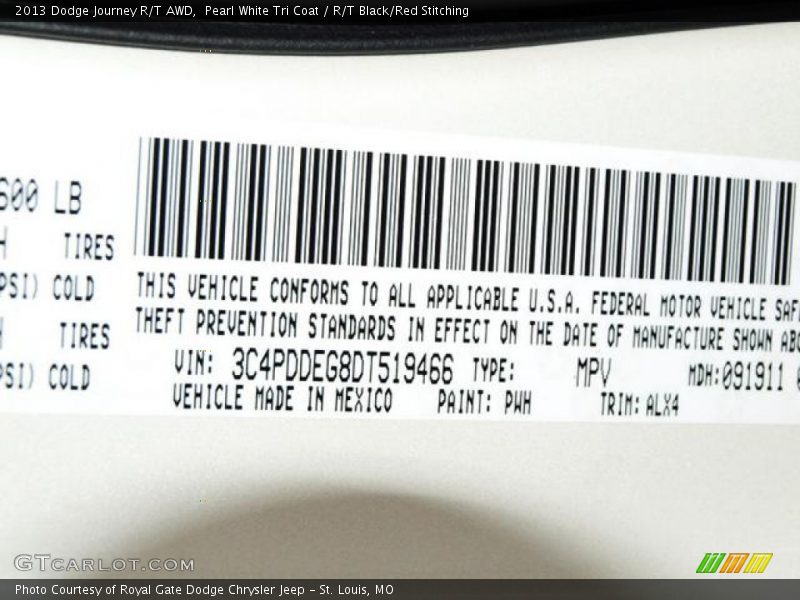 2013 Dodge Journey R/T AWD,  Pearl White Tri Coat / R/T Black/Red Stitching
600 LB
TIRES
PSI) COLD
TIRES
PSI) COLD
THIS VEHICLE CONFORMS TO ALL APPLICABLE U.S.A. FEDERAL MOTOR VEHICLE SAF
THEFT PREVENTION STANDARDS IN EFFECT ON THE DATE OF MANUFACTURE SHOWN ABO
VIN: 3C4PDDEG8DT519466 TYPE: MPV MDH:091911
VEHICLE MADE IN MEXICO PAINT: PWH TRIM: ALX4
GTCARLOT.COM
Photo Courtesy of Royal Gate Dodge Chrysler Jeep - St. Louis, MO